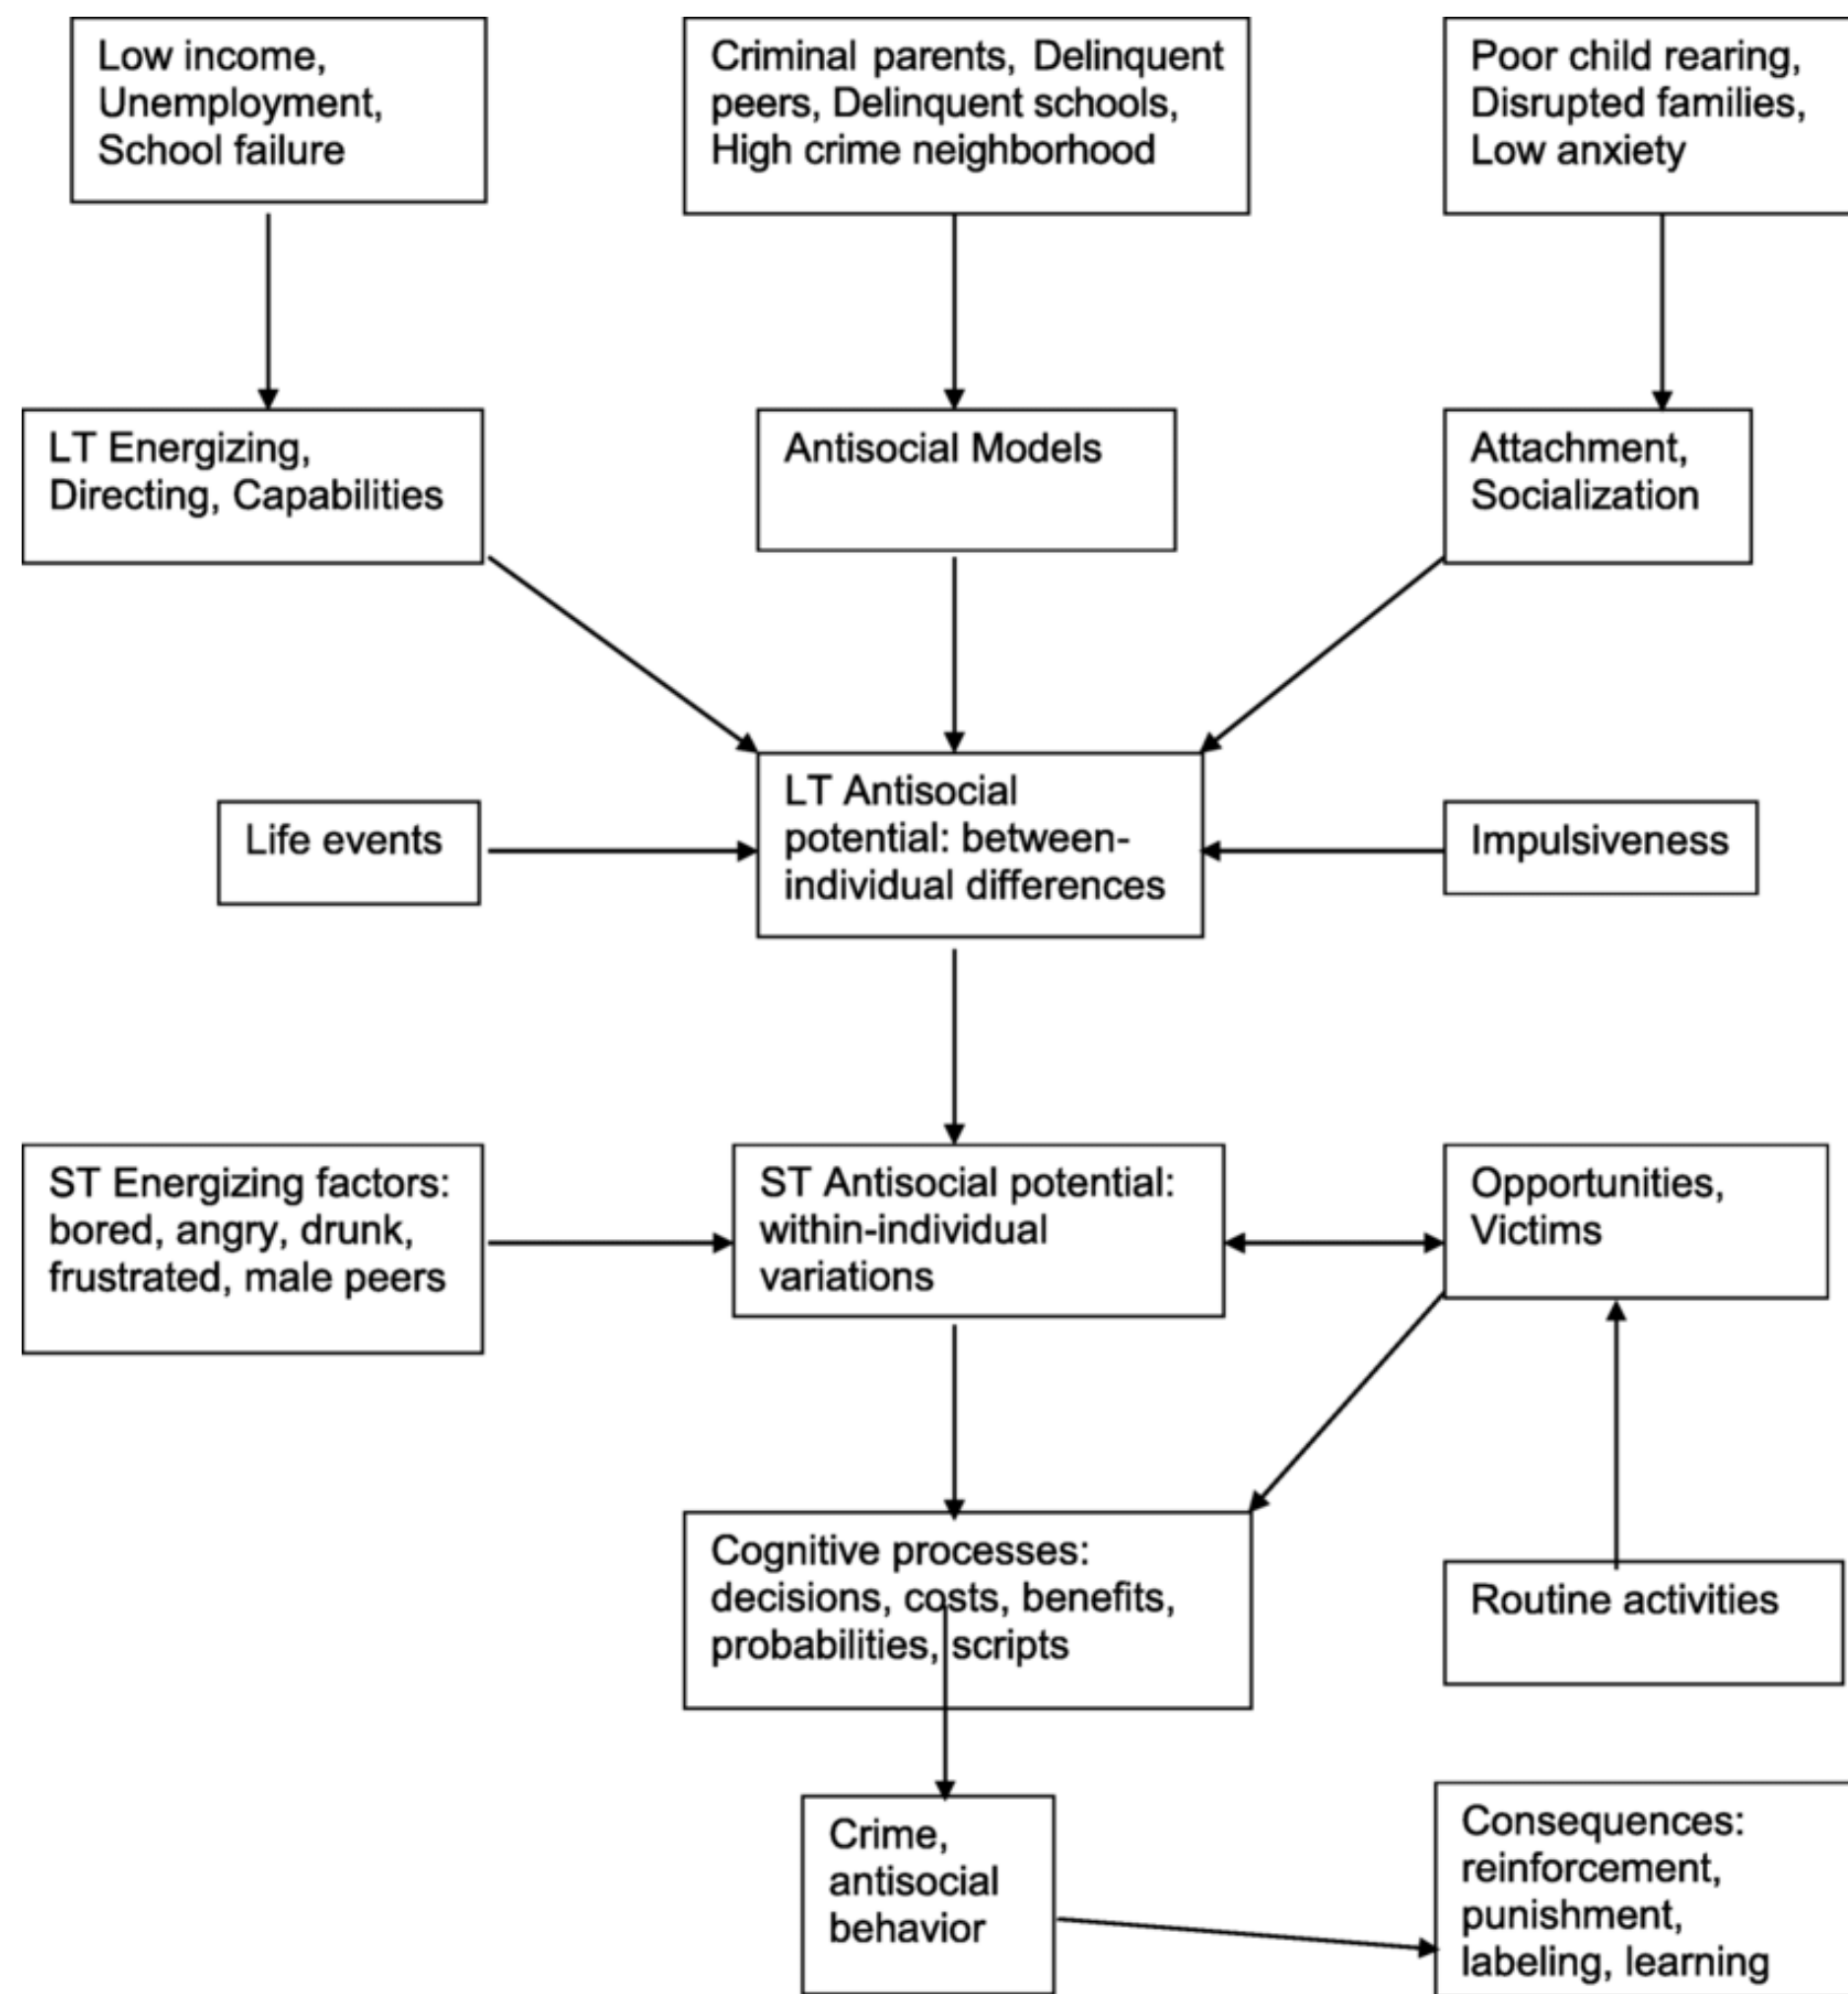 Low income,
Unemployment,
School failure
Criminal parents, Delinquent
peers, Delinquent schools,
High crime neighborhood
Poor child rearing,
Disrupted families,
Low anxiety
LT Energizing,
Directing, Capabilities
Antisocial Models
Attachment,
Socialization
Life events
LT Antisocial
potential: between-
individual differences
Impulsiveness
ST Energizing factors:
bored, angry, drunk,
frustrated, male peers
ST Antisocial potential:
within-individual
variations
Opportunities,
Victims
Cognitive processes:
decisions, costs, benefits,
probabilities, scripts
Routine activities
Crime,
antisocial
behavior
Consequences:
reinforcement,
punishment,
labeling, learning